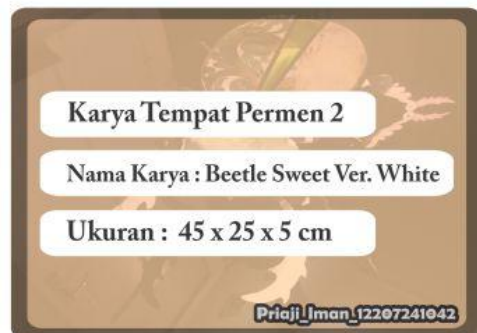 Karya Tempat Permen 2
Nama Karya : Beetle Sweet Ver. White
Ukuran : 45 x 25 x 5 cm
Priaji_Iman_12207241042